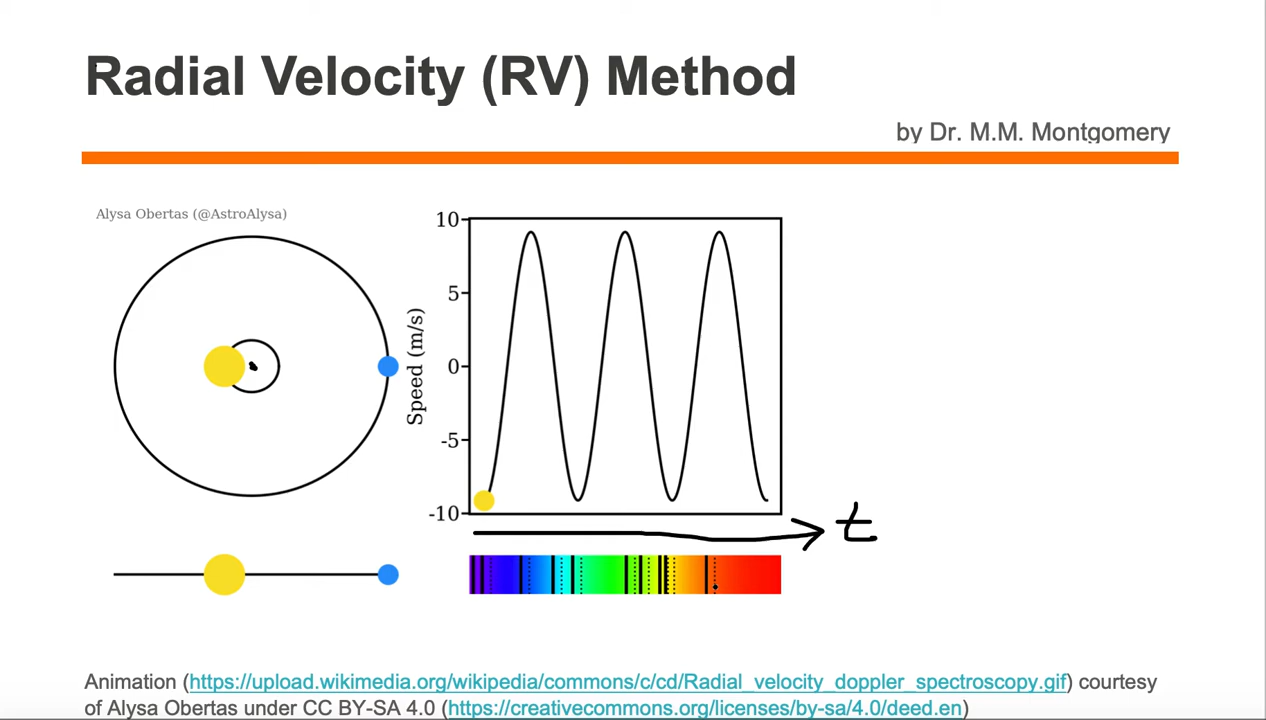 Radial Velocity (RV) Method
by Dr. M.M. Montgomery
Alysa Obertas (@AstroAlysa)
10
5
0
-5
-10
Speed (m/s)
t
Animation (https://upload.wikimedia.org/wikipedia/commons/c/cd/Radial_velocity_doppler_spectroscopy.gif) courtesy
of Alysa Obertas under CC BY-SA 4.0 (https://creativecommons.org/licenses/by-sa/4.0/deed.en)